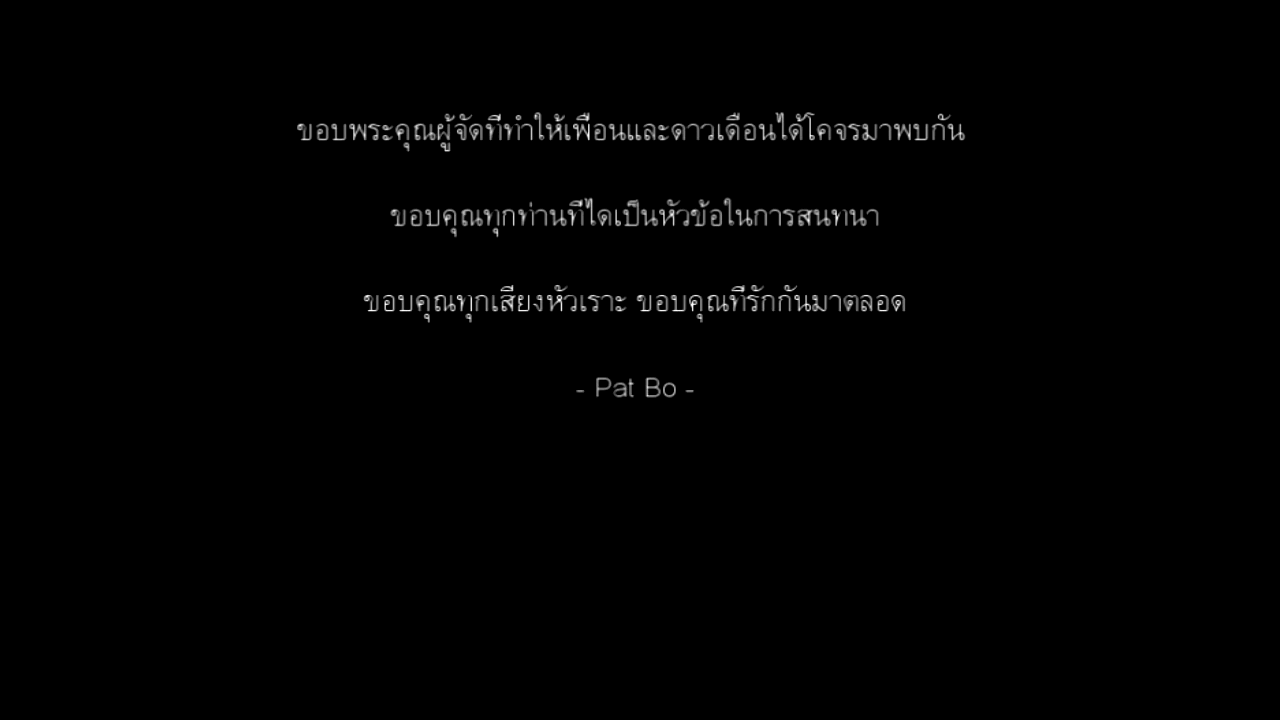 ขอบพระคุณผู้จัดที่ทำให้เพื่อนและดาวเดือนได้โคจรมาพบกัน
ขอบคุณทุกท่านที่ได้เป็นหัวข้อในการสนทนา
ขอบคุณทุกเสียงหัวเราะ ขอบคุณที่รักกันมาตลอด
- Pat Bo -